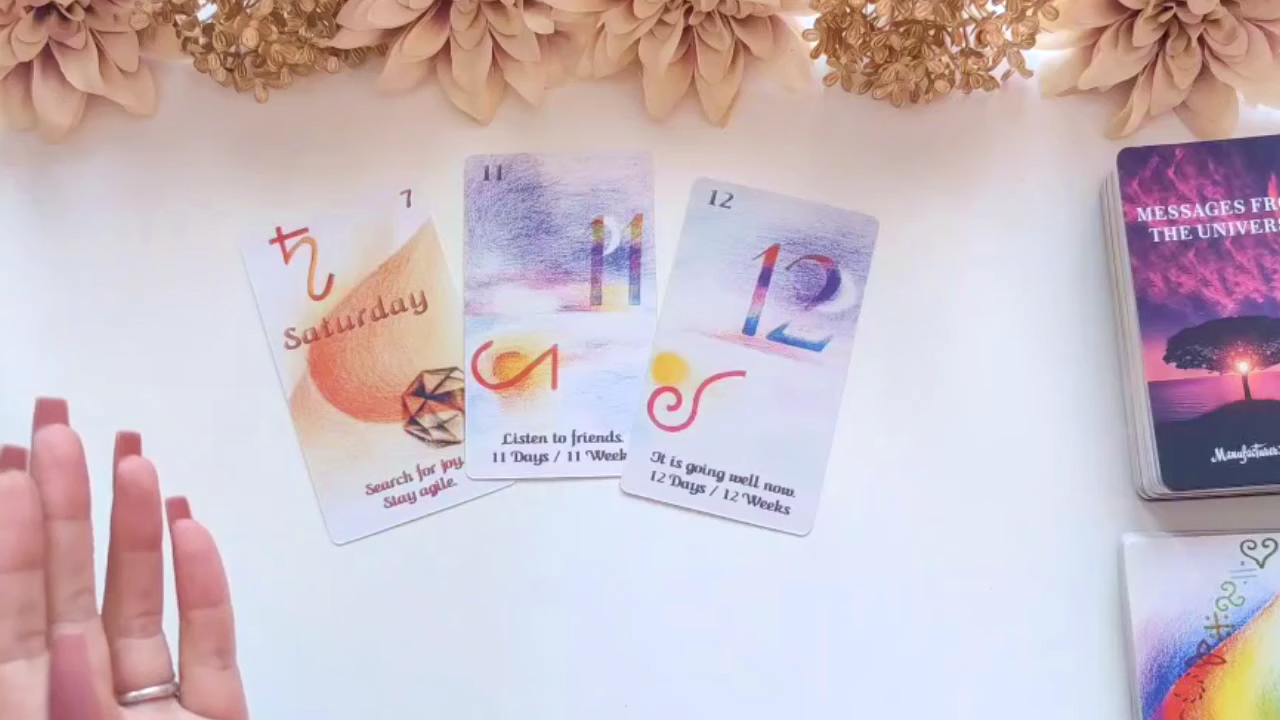 7
Saturday
Search for joy.
Stay agile.
11
11
Listen to friends.
11 Days / 11 Week
12
12
It is going well now.
12 Days / 12 Weeks
MESSAGES FRO
THE UNIVERS
Manufacturer